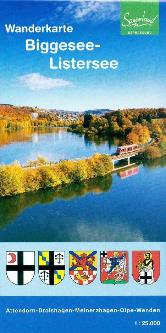 Sauerland
Wanderkarte
Biggesee-
Listersee
Attendorn-Drolshagen-Meinerzhagen-Olpe-Wenden
1:25.000